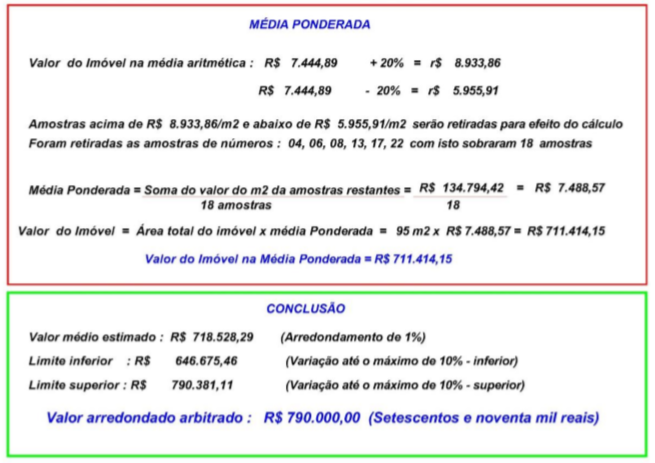 MÉDIA PONDERADA
Valor do Imóvel na média aritmética : R$ 7.444,89 + 20% = r$ 8.933,86
R$ 7.444,89 - 20% = r$ 5.955,91
Amostras acima de R$ 8.933,86/m2 e abaixo de R$ 5.955,91/m2 serão retiradas para efeito do cálculo
Foram retiradas as amostras de números : 04, 06, 08, 13, 17, 22 com isto sobraram 18 amostras
Média Ponderada = Soma do valor do m2 da amostras restantes = R$ 134.794,42 = R$ 7.488,57
18 amostras 18
Valor do Imóvel = Área total do imóvel x média Ponderada = 95 m2 x R$ 7.488,57 = R$ 711.414,15
Valor do Imóvel na Média Ponderada = R$ 711.414,15
CONCLUSÃO
Valor médio estimado : R$ 718.528,29 (Arredondamento de 1%)
Limite inferior : R$ 646.675,46 (Variação até o máximo de 10% - inferior)
Limite superior : R$ 790.381,11 (Variação até o máximo de 10% - superior)
Valor arredondado arbitrado : R$ 790.000,00 (Setescentos e noventa mil reais)